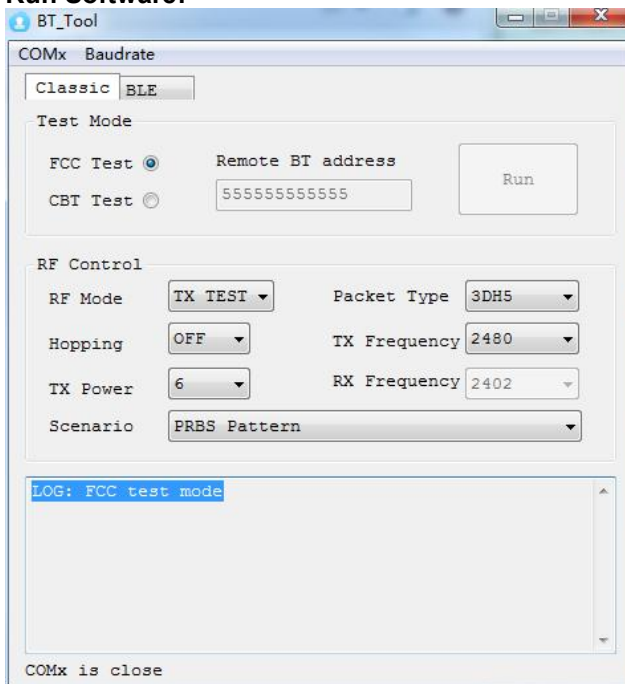 Run Software:
BT_Tool
COMx Baudrate
Classic BLE
Test Mode
FCC Test Remote BT address
CBT Test 555555555555 Run
RF Control
RF Mode TX TEST Packet Type 3DH5
Hopping OFF TX Frequency 2480
TX Power 6 RX Frequency 2402
Scenario PRBS Pattern
LOG: FCC test mode
COMx is close